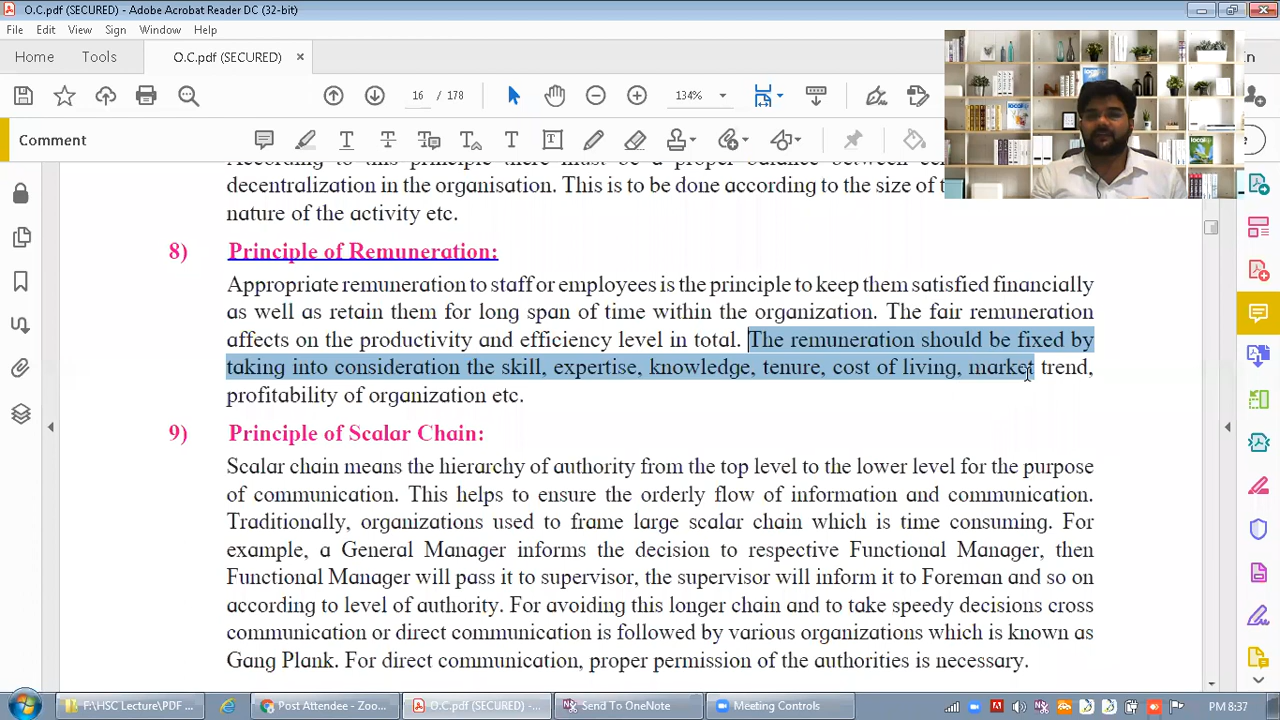 O.C.pdf (SECURED) - Adobe Acrobat Reader DC (32-bit)
File Edit View Sign Window Help
Home Tools O.C.pdf (SECURED) ×
16 / 178 134%
Comment
decentralization in the organisation. This is to be done according to the size of
nature of the activity etc.
8) Principle of Remuneration:
Appropriate remuneration to staff or employees is the principle to keep them satisfied financially
as well as retain them for long span of time within the organization. The fair remuneration
affects on the productivity and efficiency level in total. The remuneration should be fixed by
taking into consideration the skill, expertise, knowledge, tenure, cost of living, market trend,
profitability of organization etc.
9) Principle of Scalar Chain:
Scalar chain means the hierarchy of authority from the top level to the lower level for the purpose
of communication. This helps to ensure the orderly flow of information and communication.
Traditionally, organizations used to frame large scalar chain which is time consuming. For
example, a General Manager informs the decision to respective Functional Manager, then
Functional Manager will pass it to supervisor, the supervisor will inform it to Foreman and so on
according to level of authority. For avoiding this longer chain and to take speedy decisions cross
communication or direct communication is followed by various organizations which is known as
Gang Plank. For direct communication, proper permission of the authorities is necessary.
F:\HSC Lecture\PDF ... Post Attendee - Zoo... O.C.pdf (SECURED) ... Send To OneNote Meeting Controls PM 8:37